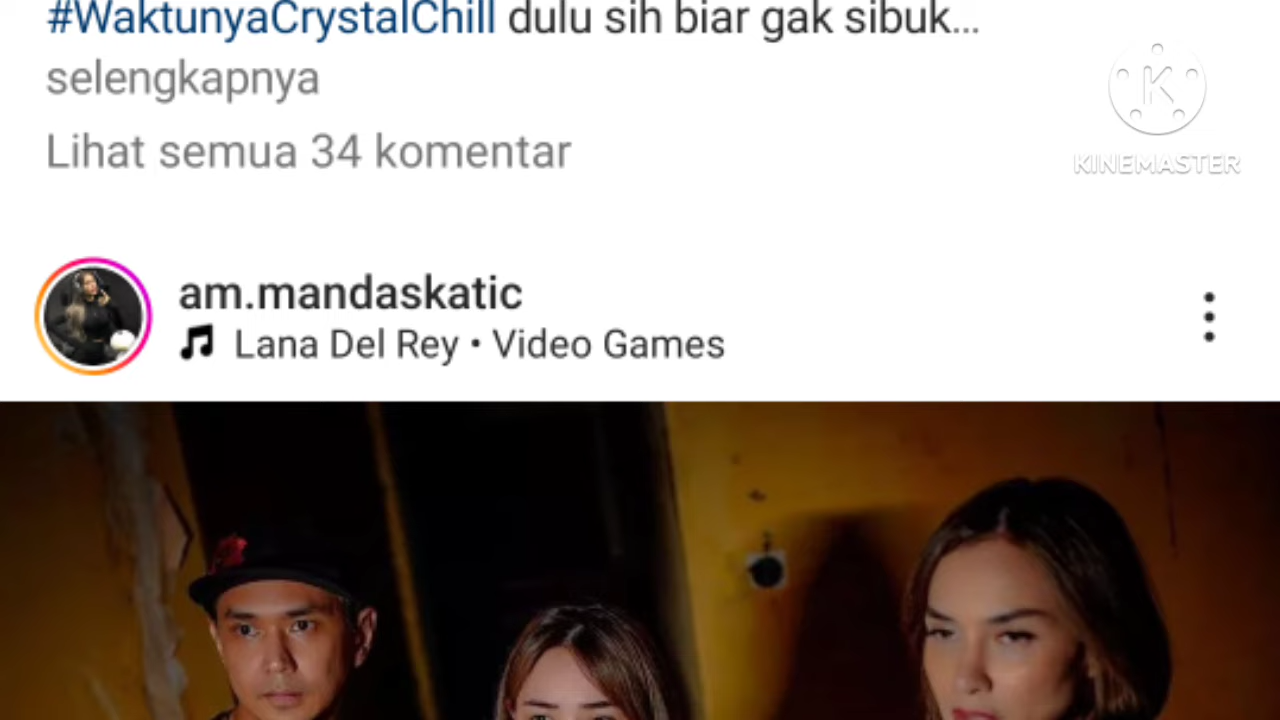 #WaktunyaCrystalChill dulu sih biar gak sibuk...
selengkapnya
Lihat semua 34 komentar
K
KINEMASTER
am.mandaskatic
Lana Del Rey • Video Games